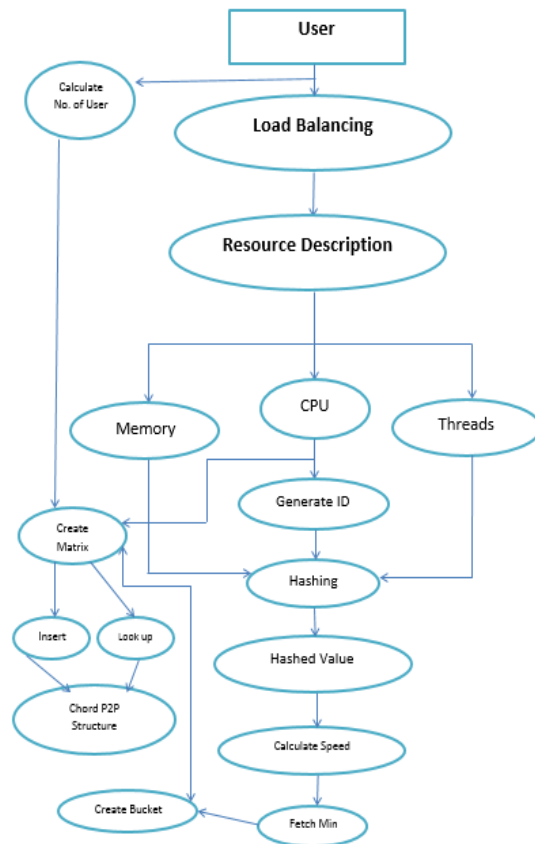 User
Calculate
No. of User
Load Balancing
Resource Description
Memory
CPU
Threads
Generate ID
Create
Matrix
Hashing
Insert
Look up
Hashed Value
Chord P2P
Structure
Calculate Speed
Create Bucket
Fetch Min